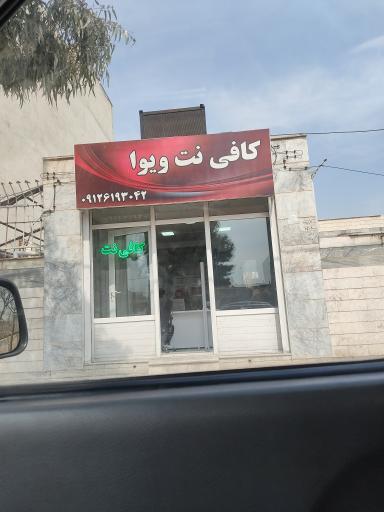 کافی نت ویوا
۰۹۱۲۶۱۹۳۰۴۲
کافی نت